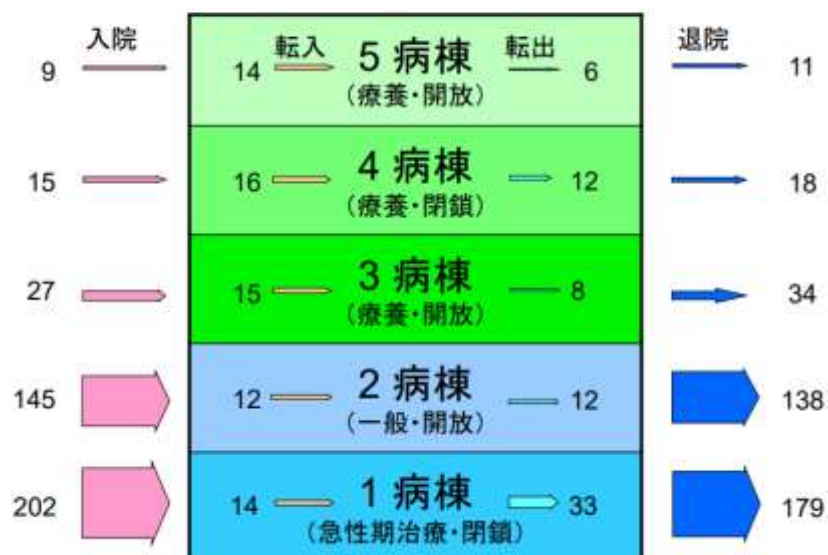 入院 転入 5 病棟 転出 退院
9 14 (療養・開放) 6 11
15 16 4 病棟 12 18
(療養・閉鎖)
27 15 3 病棟 8 34
(療養・開放)
145 12 2 病棟 12 138
(一般・開放)
202 14 1 病棟 33 179
(急性期治療・閉鎖)